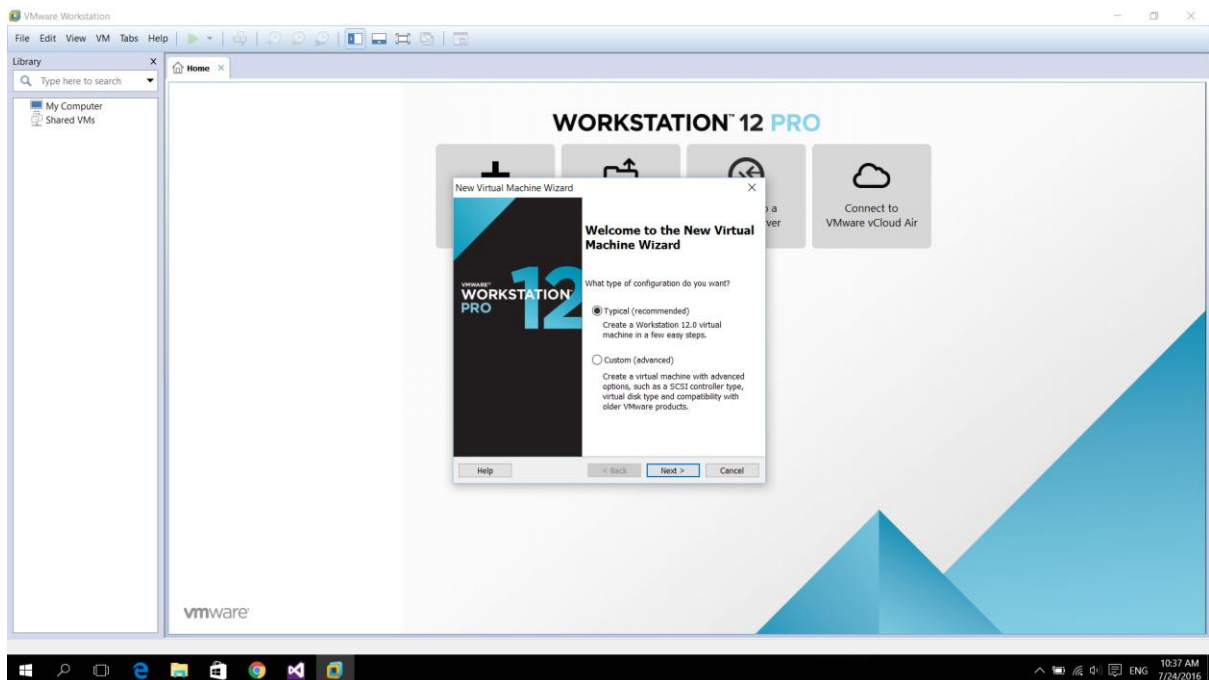 VMware Workstation
File Edit View VM Tabs Help
Library X
Home ×
Type here to search
My Computer
Shared VMs
WORKSTATION™ 12 PRO
Connect to
VMware vCloud Air
a
ver
New Virtual Machine Wizard
VMWARE®
WORKSTATION™
PRO 12
Welcome to the New Virtual
Machine Wizard
What type of configuration do you want?
Typical (recommended)
Create a Workstation 12.0 virtual
machine in a few easy steps.
Custom (advanced)
Create a virtual machine with advanced
options, such as a SCSI controller type,
virtual disk type and compatibility with
older VMware products.
Help < Back Next > Cancel
vmware
ENG
10:37 AM
7/24/2016